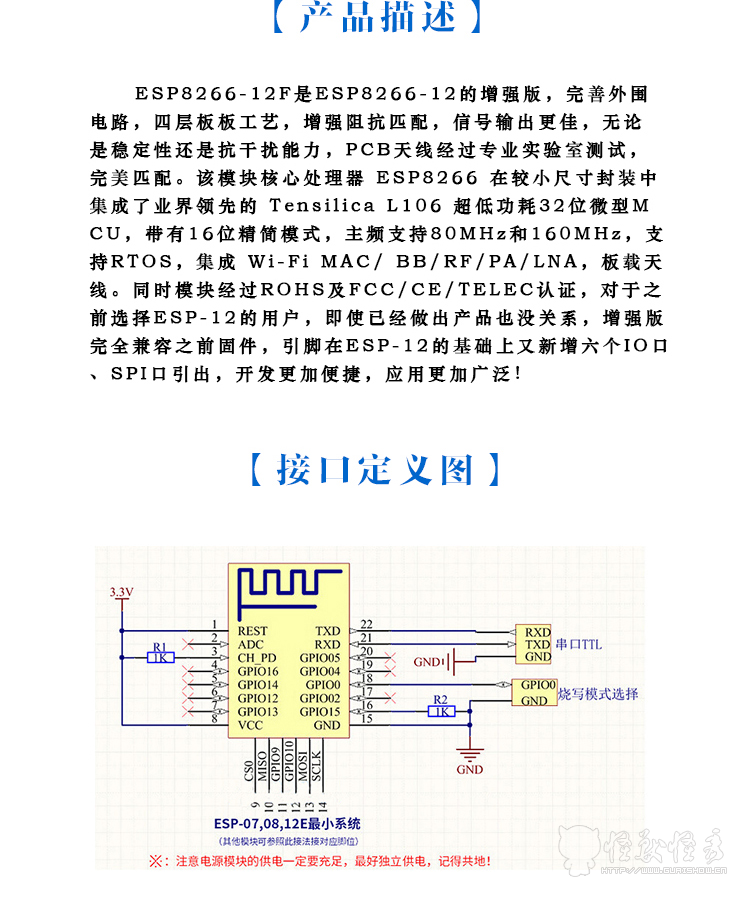 【产品描述】
ESP8266-12F是ESP8266-12的增强版，完善外围
电路，四层板板工艺，增强阻抗匹配，信号输出更佳，无论
是稳定性还是抗干扰能力，PCB天线经过专业实验室测试，
完美匹配。该模块核心处理器 ESP8266 在较小尺寸封装中
集成了业界领先的 Tensilica L106 超低功耗32位微型M
CU，带有16位精简模式，主频支持80MHz和160MHz，支
持RTOS，集成 Wi-Fi MAC/ BB/RF/PA/LNA，板载天
线。同时模块经过ROHS及FCC/CE/TELEC认证，对于之
前选择ESP-12的用户，即使已经做出产品也没关系，增强版
完全兼容之前固件，引脚在ESP-12的基础上又新增六个IO口
、SPI口引出，开发更加便捷，应用更加广泛！
【接口定义图】
3.3V
R1
1K
1 REST
2 ADC
3 CH_PD
4 GPIO16
5 GPIO14
6 GPIO12
7 GPIO13
8 VCC
TXD 22
RXD 21
GPIO05 20
GPIO04 19
GPIO0 18
GPIO02 17
GPIO15 16
GND 15
CS0 9
MISO 10
GPIO9 11
GPIO10 12
MOSI 13
SCLK 14
GND
R2
1K
RXD
TXD
GND
串口TTL
GPIO0
GND
烧写模式选择
GND
ESP-07,08,12E最小系统
（其他模块可参照此接法接对应脚位）
※：注意电源模块的供电一定要充足，最好独立供电，记得共地！
怪兽怪秀
HTTP://WWW.GURZSHOW.CN